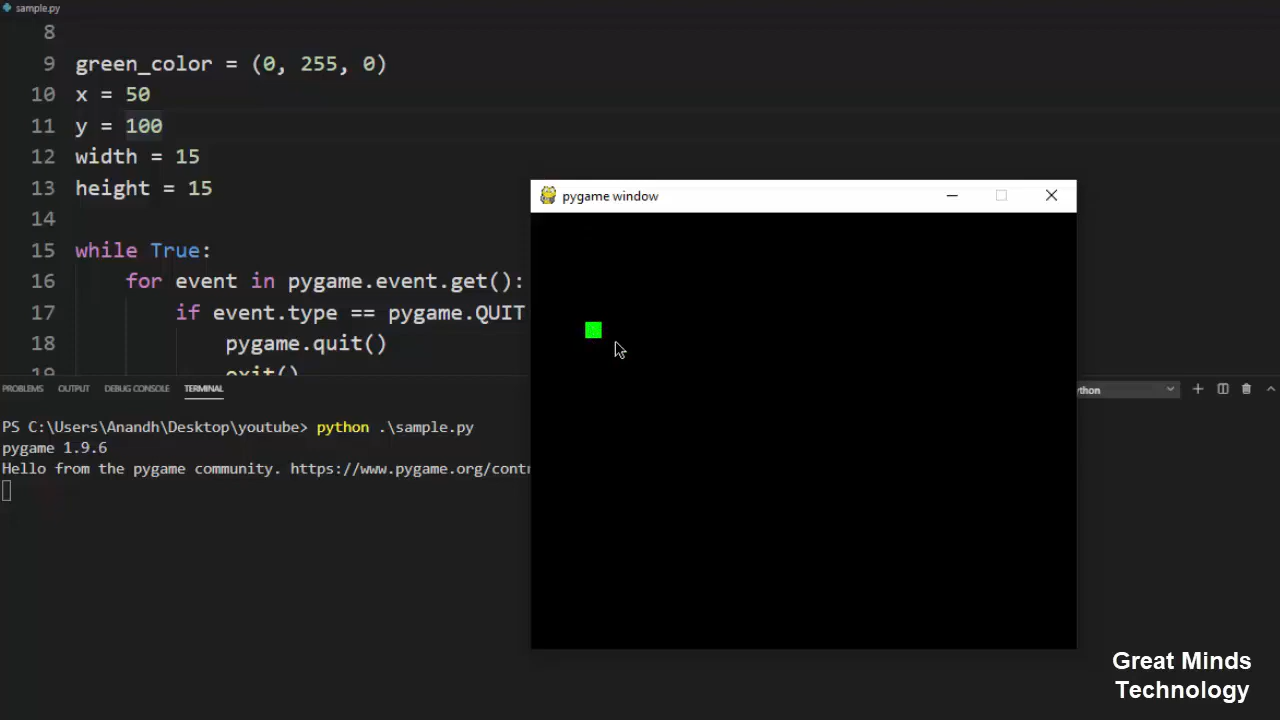 sample.py
8
9 green_color = (0, 255, 0)
10 x = 50
11 y = 100
12 width = 15
13 height = 15
14
15 while True:
16 for event in pygame.event.get():
17 if event.type == pygame.QUIT
18 pygame.quit()
19 exit()
pygame window
PROBLEMS OUTPUT DEBUG CONSOLE TERMINAL
thon
PS C:\Users\Anandh\Desktop\youtube> python .\sample.py
pygame 1.9.6
Hello from the pygame community. https://www.pygame.org/contr
Great Minds
Technology